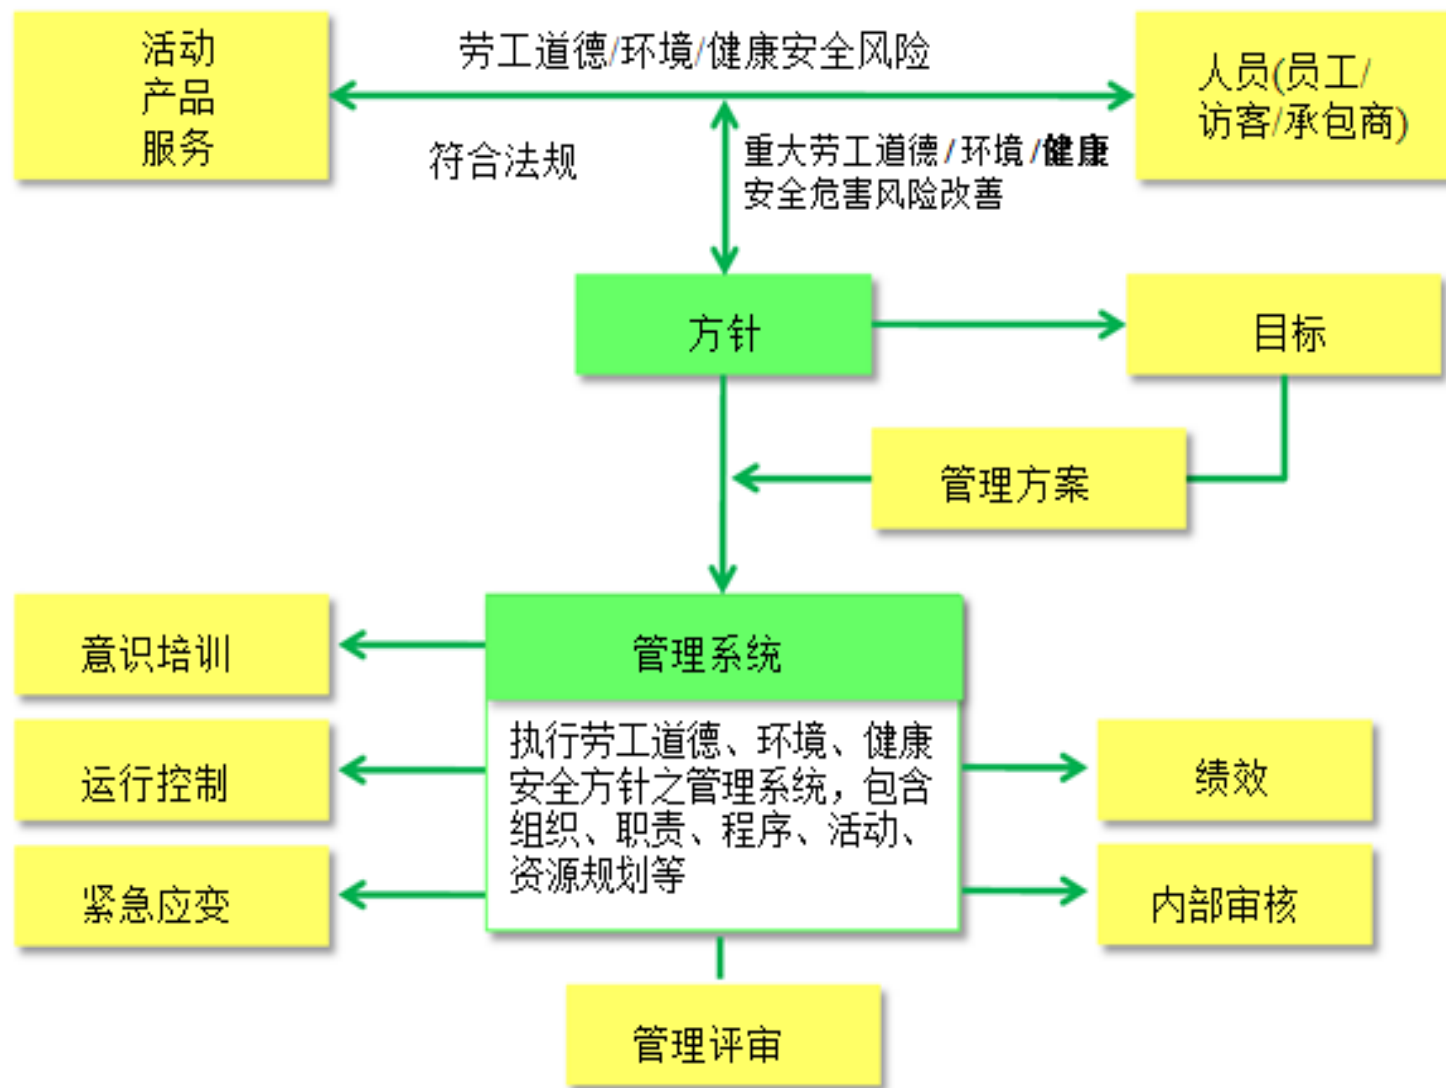 活动
产品
服务
劳工道德/环境/健康安全风险
人员(员工/
访客/承包商)
符合法规
重大劳工道德/环境/健康
安全危害风险改善
方针
目标
管理方案
意识培训
管理系统
运行控制
执行劳工道德、环境、健康
安全方针之管理系统，包含
组织、职责、程序、活动、
资源规划等
绩效
紧急应变
内部审核
管理评审